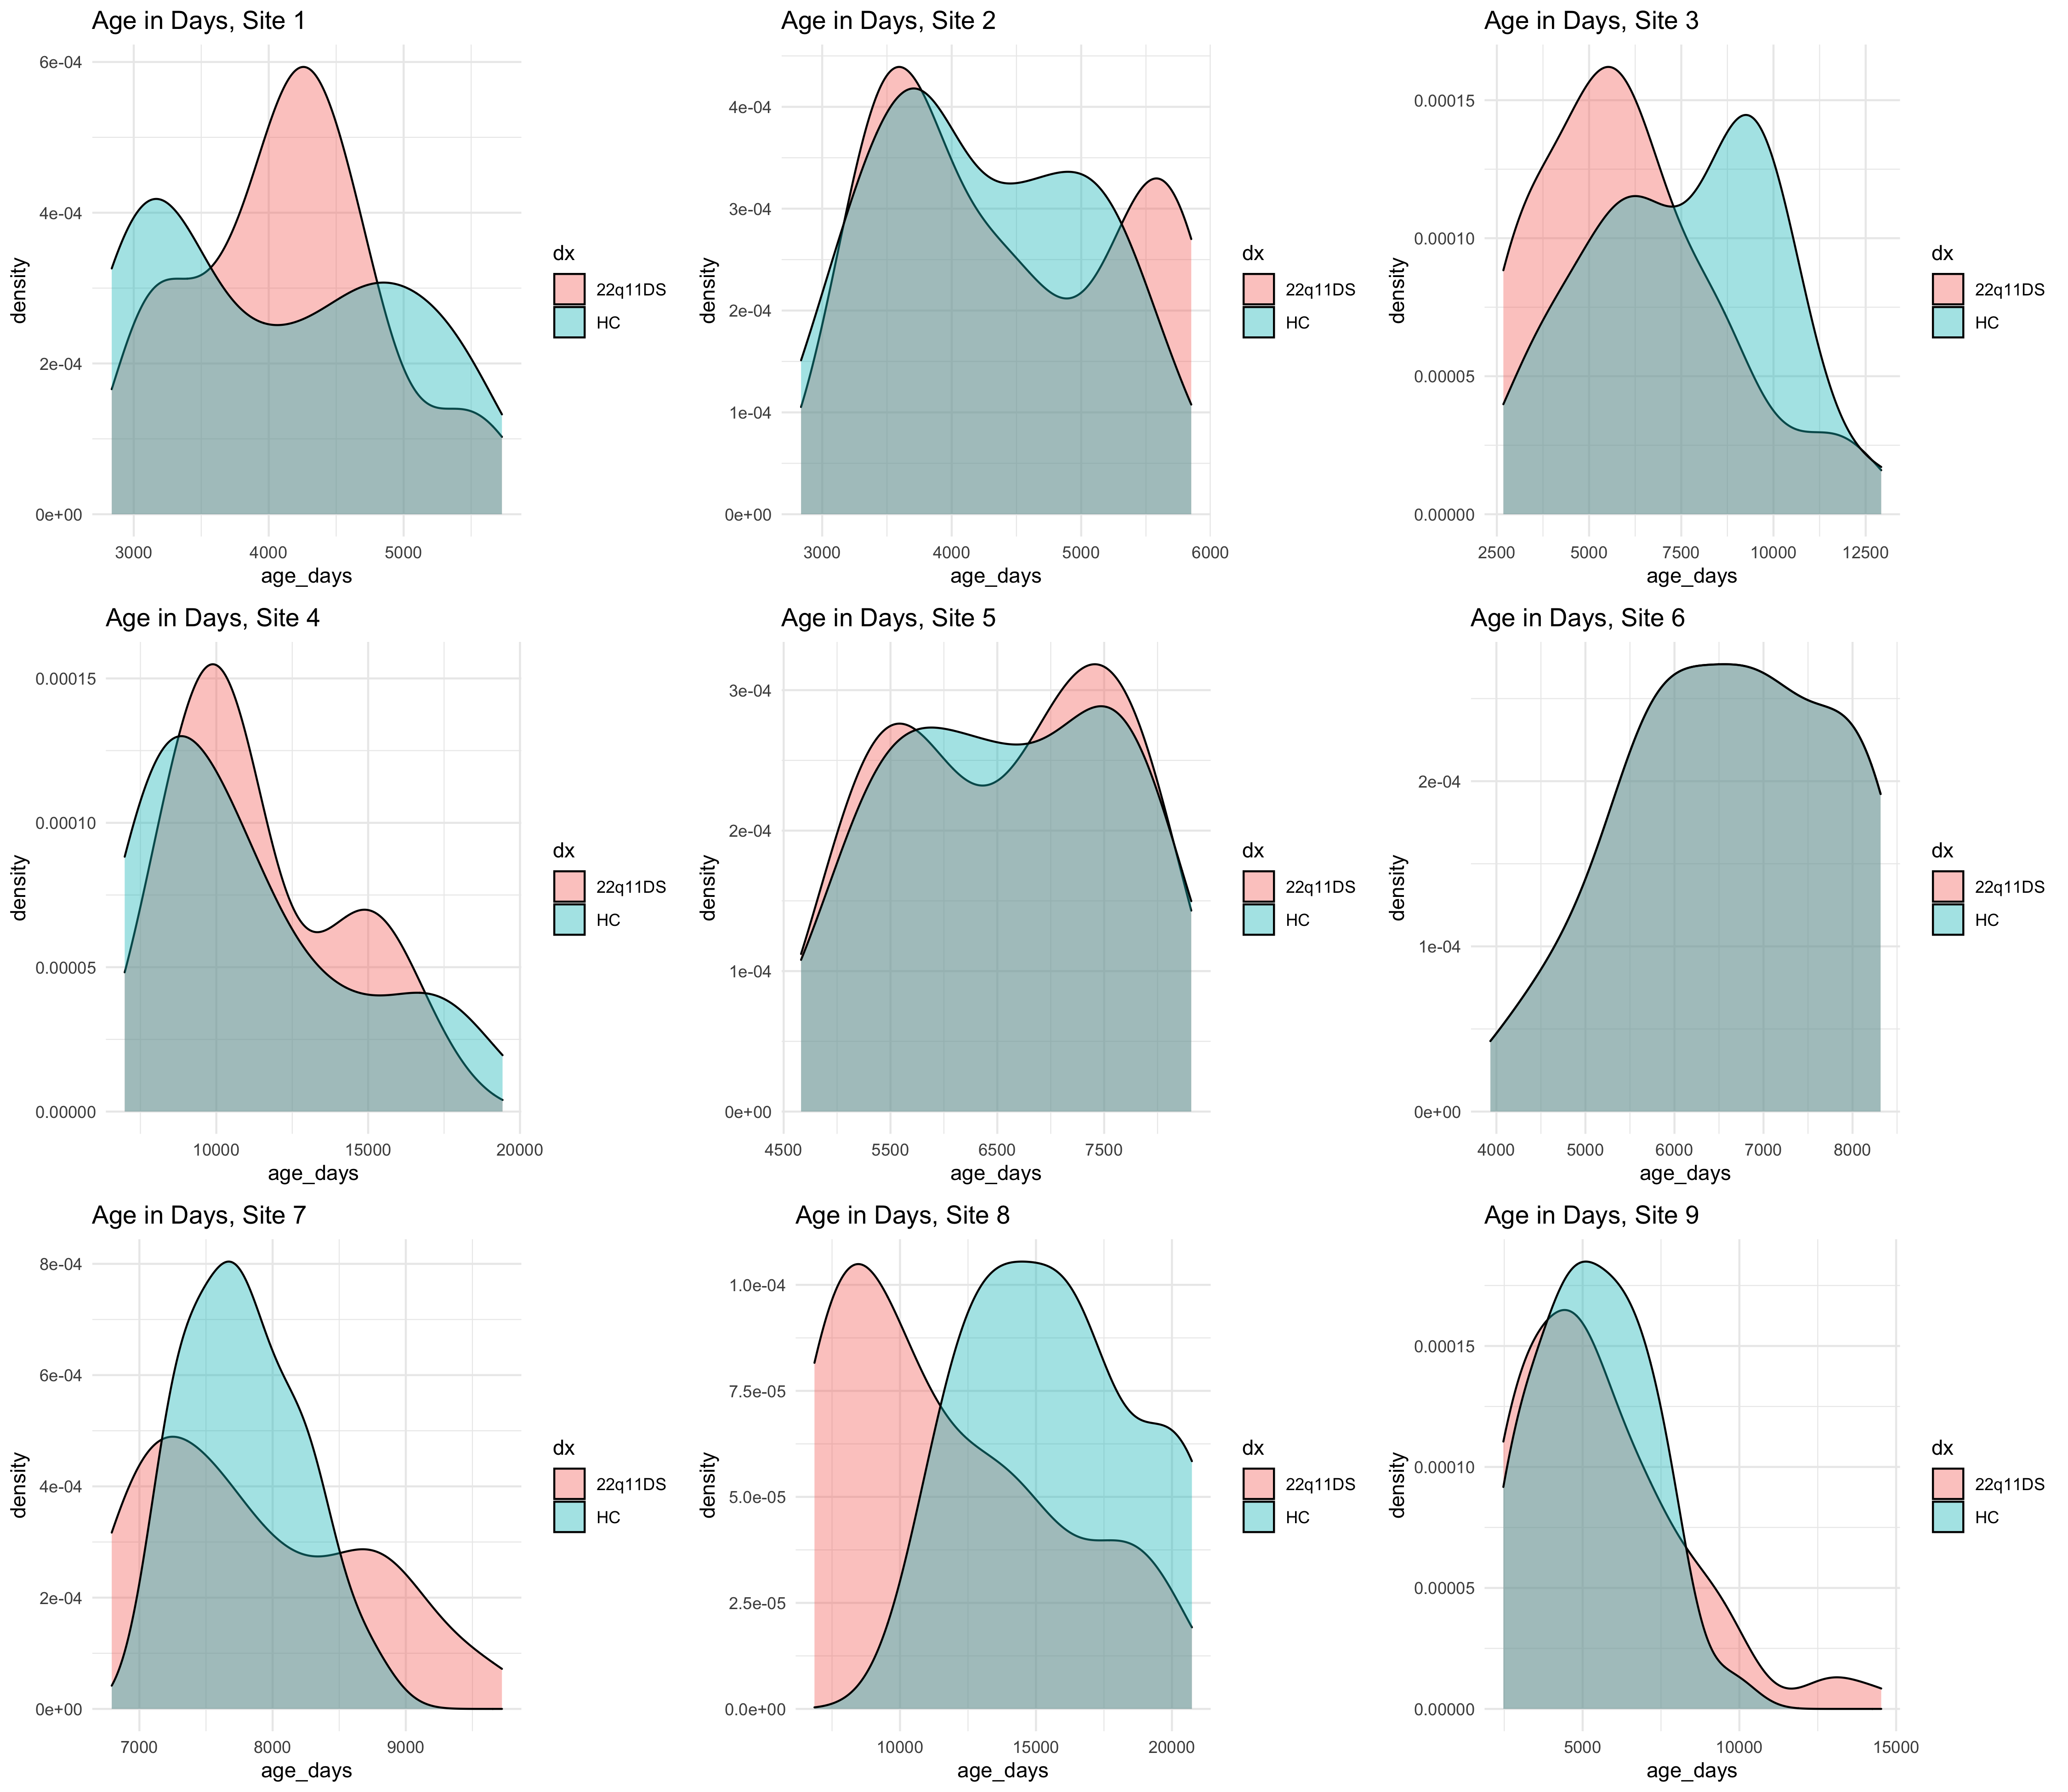 Age in Days, Site 1
6e-04
4e-04
2e-04
0e+00
density
3000 4000 5000
age_days
dx
22q11DS
HC
Age in Days, Site 2
4e-04
3e-04
2e-04
1e-04
0e+00
density
3000 4000 5000 6000
age_days
dx
22q11DS
HC
Age in Days, Site 3
0.00015
0.00010
0.00005
0.00000
density
2500 5000 7500 10000 12500
age_days
dx
22q11DS
HC
Age in Days, Site 4
0.00015
0.00010
0.00005
0.00000
density
10000 15000 20000
age_days
dx
22q11DS
HC
Age in Days, Site 5
3e-04
2e-04
1e-04
0e+00
density
4500 5500 6500 7500
age_days
dx
22q11DS
HC
Age in Days, Site 6
2e-04
1e-04
0e+00
density
4000 5000 6000 7000 8000
age_days
dx
22q11DS
HC
Age in Days, Site 7
8e-04
6e-04
4e-04
2e-04
0e+00
density
7000 8000 9000
age_days
dx
22q11DS
HC
Age in Days, Site 8
1.0e-04
7.5e-05
5.0e-05
2.5e-05
0.0e+00
density
10000 15000 20000
age_days
dx
22q11DS
HC
Age in Days, Site 9
0.00015
0.00010
0.00005
0.00000
density
5000 10000 15000
age_days
dx
22q11DS
HC